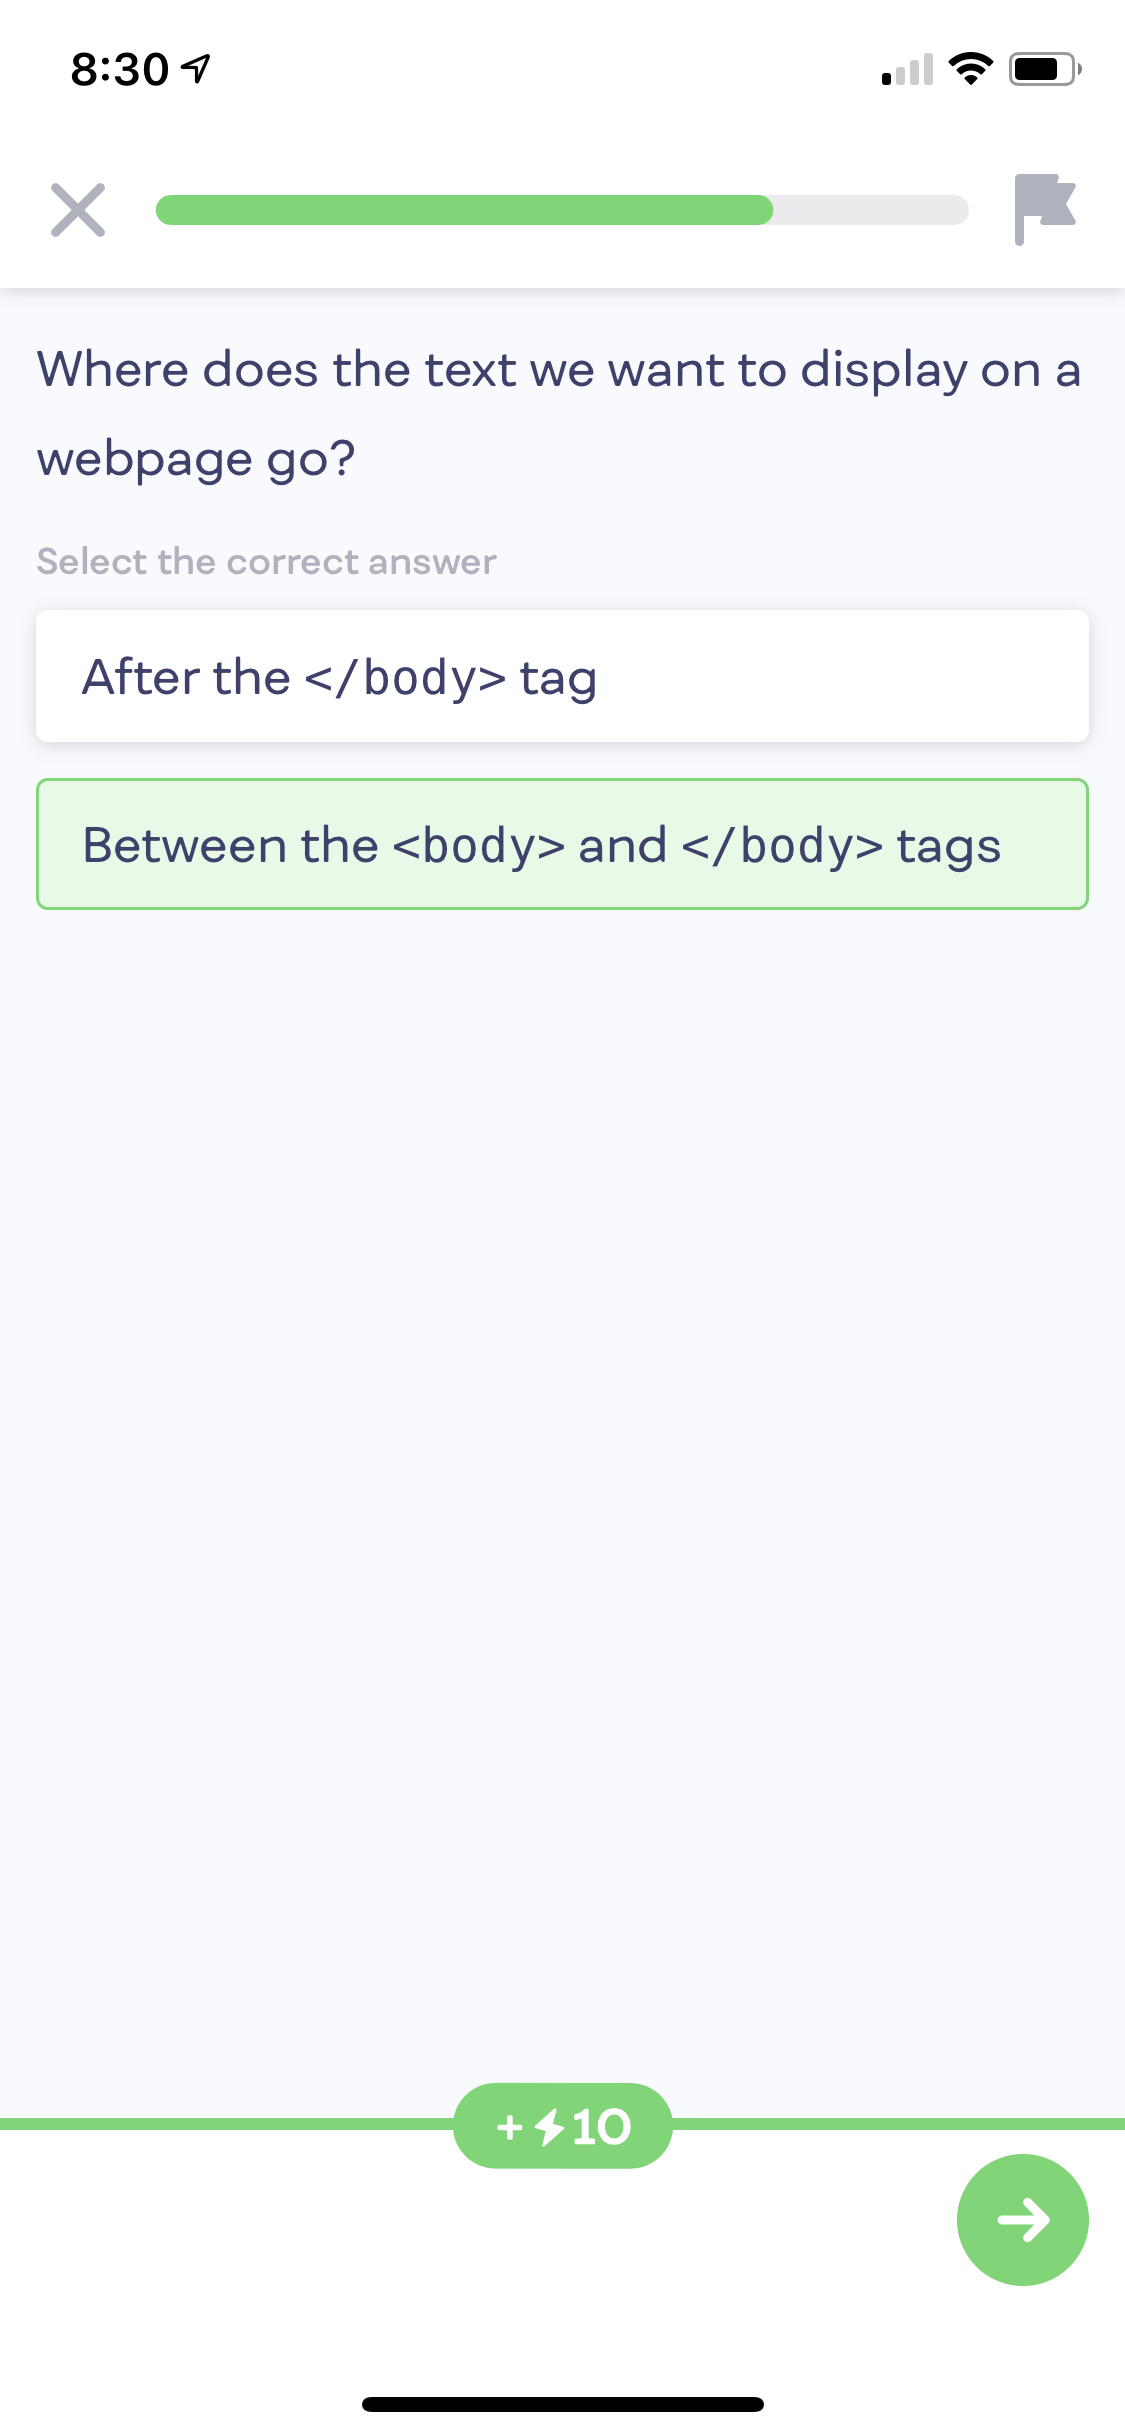 8:30
Where does the text we want to display on a
webpage go?
Select the correct answer
After the </body> tag
Between the <body> and </body> tags
+ 10